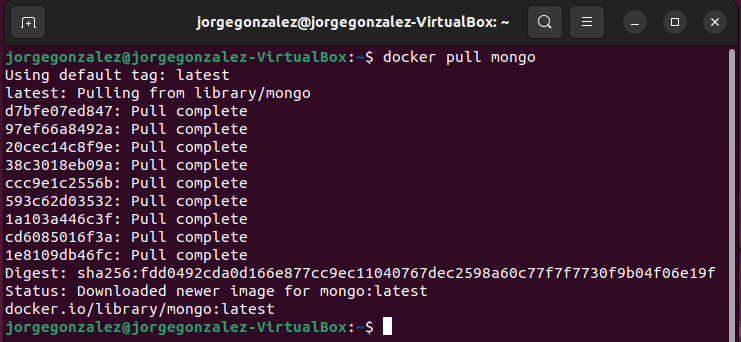 jorgegonzalez@jorgegonzalez-VirtualBox: ~
jorgegonzalez@jorgegonzalez-VirtualBox:~$ docker pull mongo
Using default tag: latest
latest: Pulling from library/mongo
d7bfe07ed847: Pull complete
97ef66a8492a: Pull complete
20cec14c8f9e: Pull complete
38c3018eb09a: Pull complete
ccc9e1c2556b: Pull complete
593c62d03532: Pull complete
1a103a446c3f: Pull complete
cd6085016f3a: Pull complete
1e8109db46fc: Pull complete
Digest: sha256:fdd0492cda0d166e877cc9ec11040767dec2598a60c77f7f7730f9b04f06e19f
Status: Downloaded newer image for mongo:latest
docker.io/library/mongo:latest
jorgegonzalez@jorgegonzalez-VirtualBox:~$